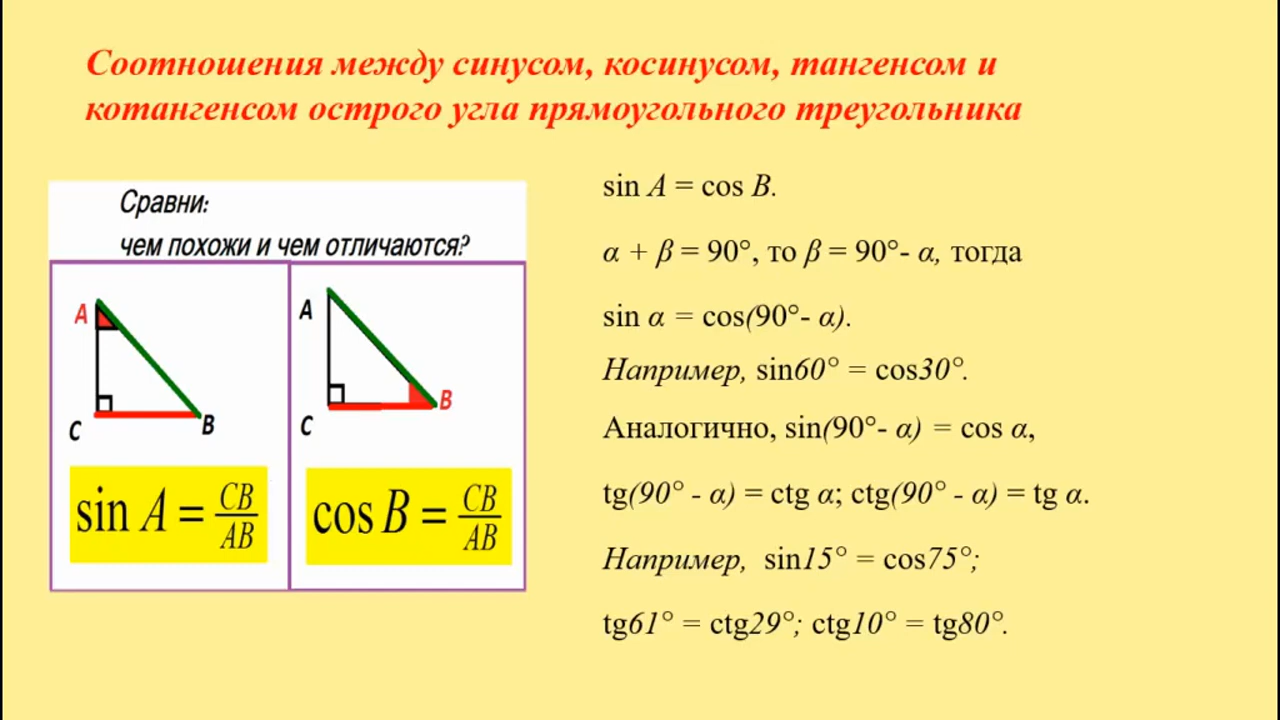 Соотношения между синусом, косинусом, тангенсом и
котангенсом острого угла прямоугольного треугольника
Сравни:
чем похожи и чем отличаются?
A
C
B
sin A = CB/AB
A
C
B
cos B = CB/AB
sin A = cos B.
α + β = 90°, то β = 90°- α, тогда
sin α = cos(90°- α).
Например, sin60° = cos30°.
Аналогично, sin(90°- α) = cos α,
tg(90° - α) = ctg α; ctg(90° - α) = tg α.
Например, sin15° = cos75°;
tg61° = ctg29°; ctg10° = tg80°.